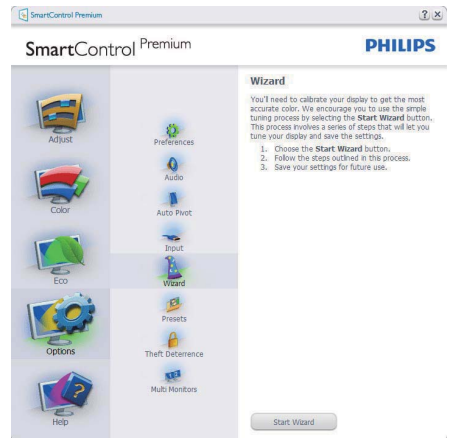 SmartControl Premium
SmartControl Premium
PHILIPS
Adjust
Color
Eco
Options
Help
Preferences
Audio
Auto Pivot
Input
Wizard
Presets
Theft Deterrence
Multi Monitors
Wizard
You'll need to calibrate your display to get the most
accurate color. We encourage you to use the simple
tuning process by selecting the Start Wizard button.
This process involves a series of steps that will let you
tune your display and save the settings.
1. Choose the Start Wizard button.
2. Follow the steps outlined in this process.
3. Save your settings for future use.
Start Wizard